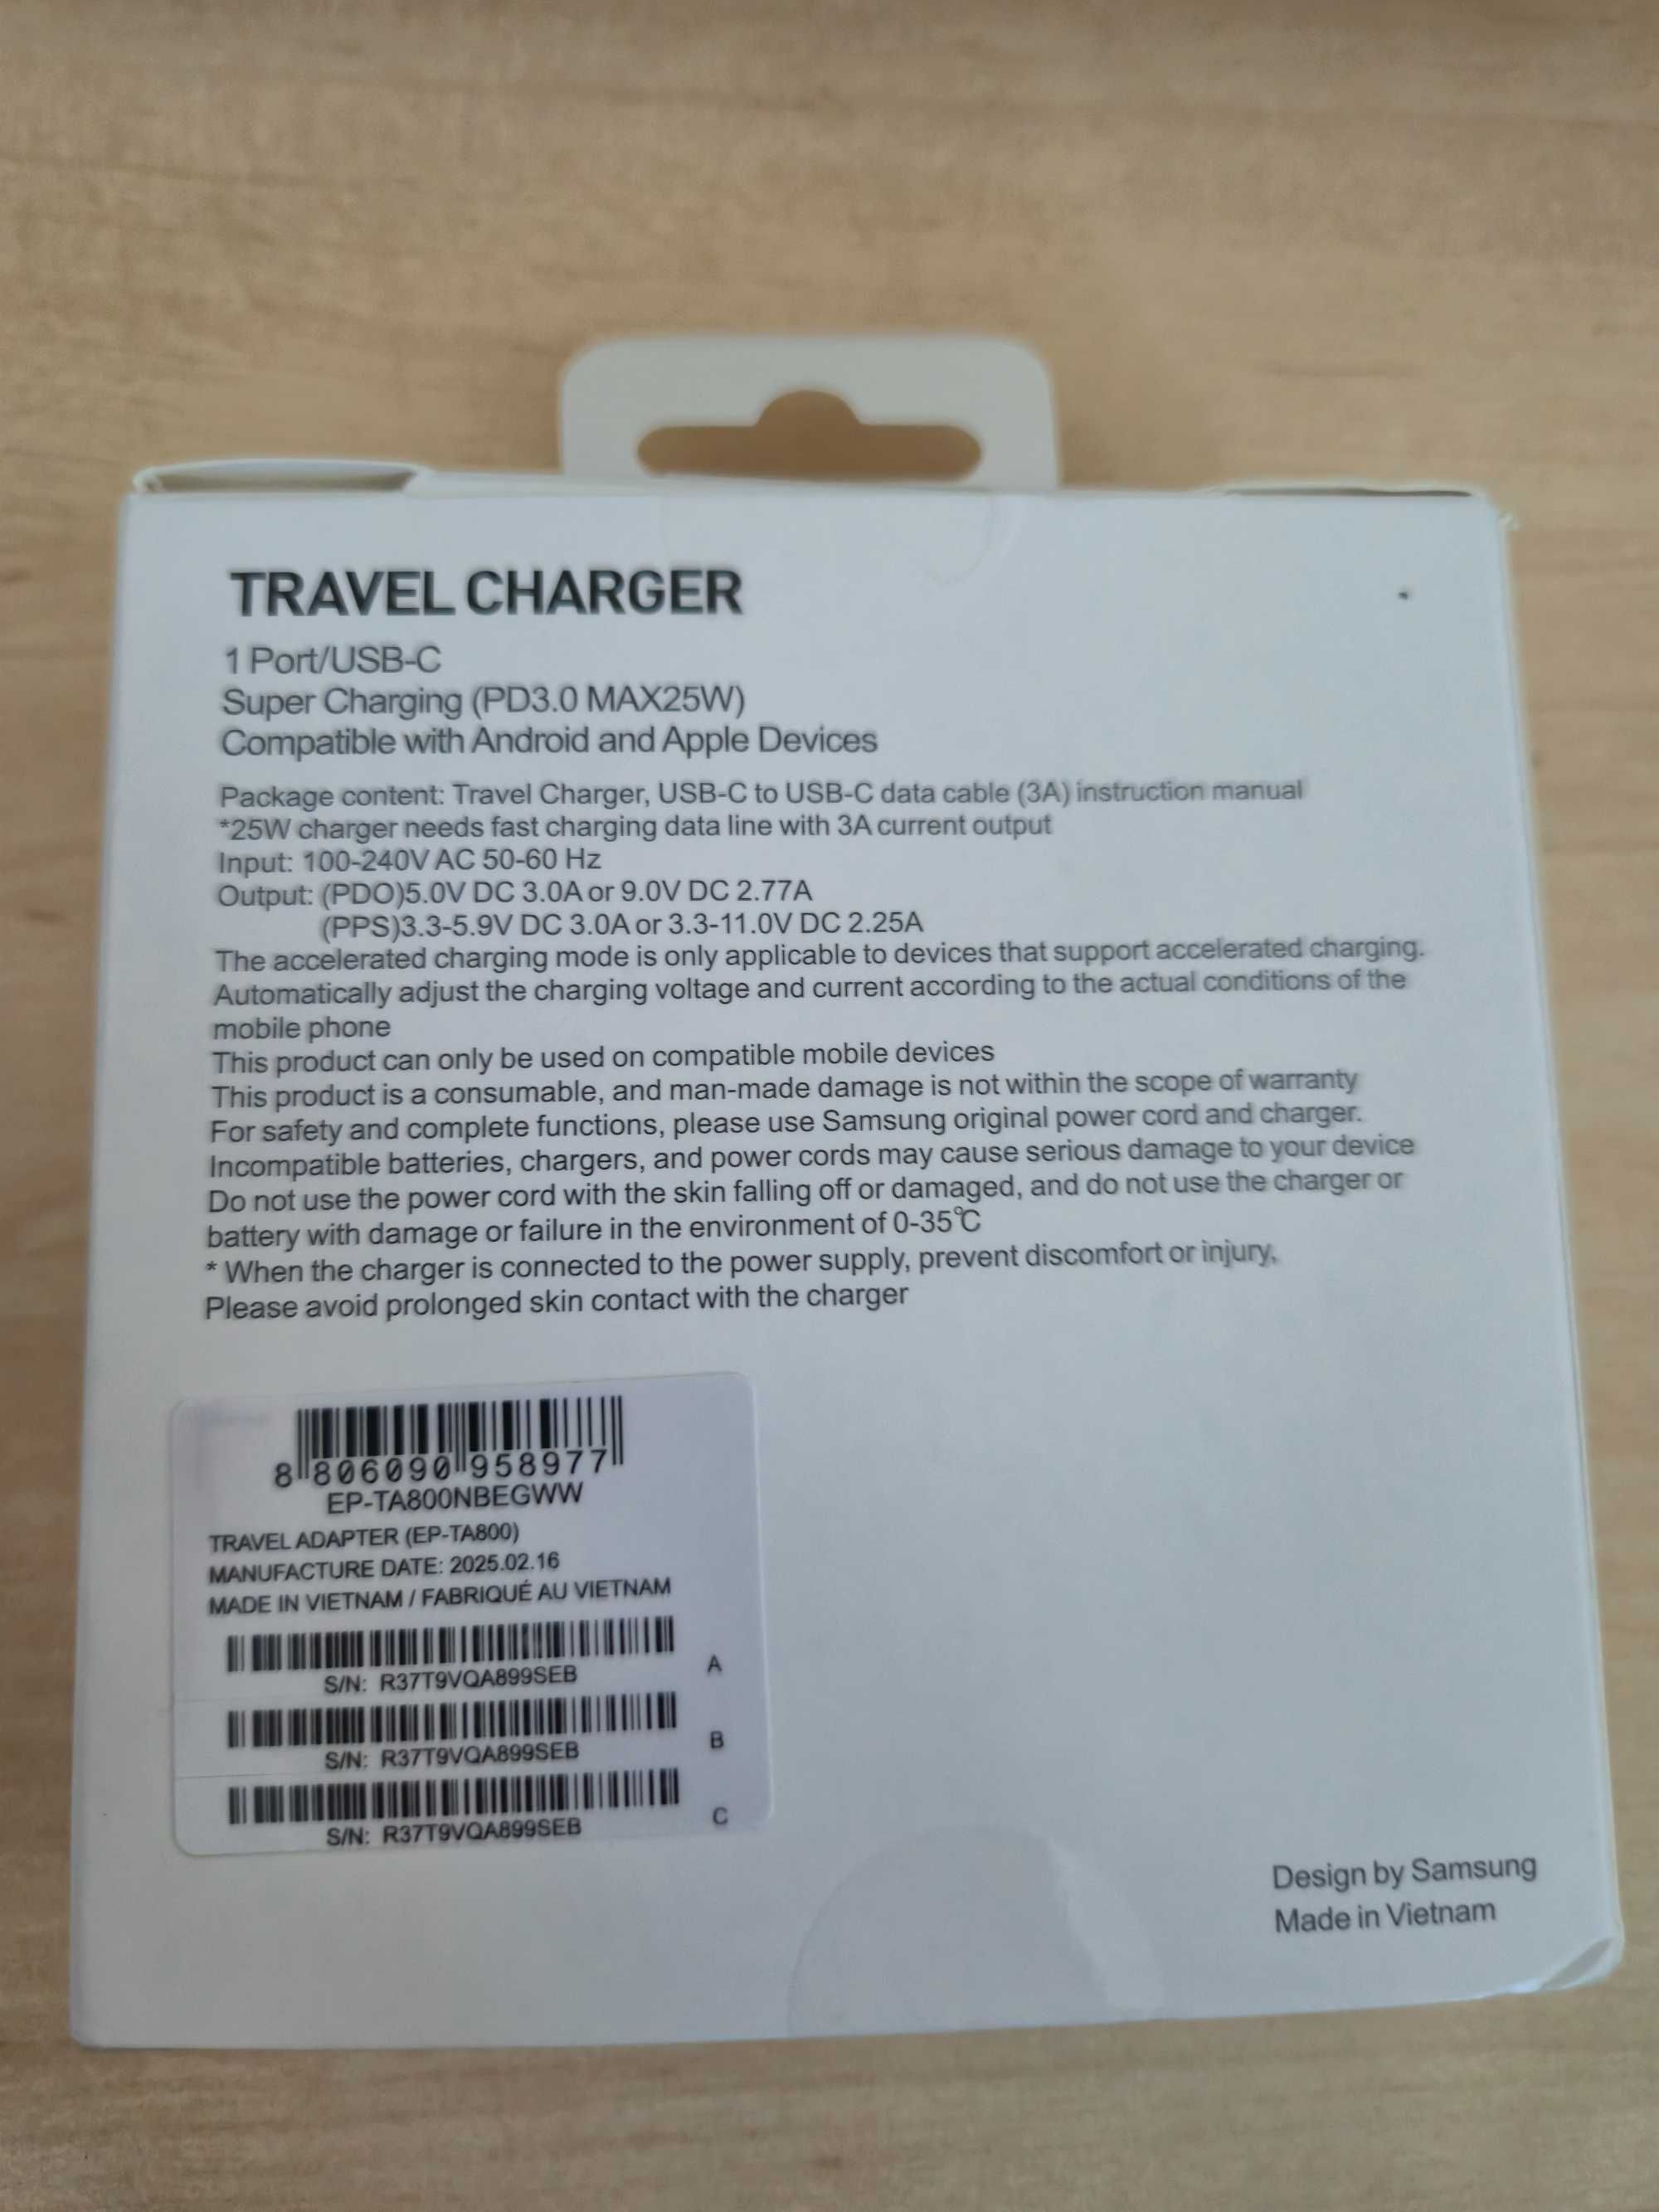 TRAVEL CHARGER
1 Port/USB-C
Super Charging (PD3.0 MAX25W)
Compatible with Android and Apple Devices
Package content: Travel Charger, USB-C to USB-C data cable (3A) instruction manual
*25W charger needs fast charging data line with 3A current output
Input: 100-240V AC 50-60 Hz
Output: (PDO)5.0V DC 3.0A or 9.0V DC 2.77A
(PPS)3.3-5.9V DC 3.0A or 3.3-11.0V DC 2.25A
The accelerated charging mode is only applicable to devices that support accelerated charging.
Automatically adjust the charging voltage and current according to the actual conditions of the
mobile phone
This product can only be used on compatible mobile devices
This product is a consumable, and man-made damage is not within the scope of warranty
For safety and complete functions, please use Samsung original power cord and charger.
Incompatible batteries, chargers, and power cords may cause serious damage to your device
Do not use the power cord with the skin falling off or damaged, and do not use the charger or
battery with damage or failure in the environment of 0-35℃
* When the charger is connected to the power supply, prevent discomfort or injury,
Please avoid prolonged skin contact with the charger
8 806090 958977
EP-TA800NBEGWW
TRAVEL ADAPTER (EP-TA800)
MANUFACTURE DATE: 2025.02.16
MADE IN VIETNAM / FABRIQUÉ AU VIETNAM
S/N: R37T9VQA899SEB A
S/N: R37T9VQA899SEB B
S/N: R37T9VQA899SEB C
Design by Samsung
Made in Vietnam